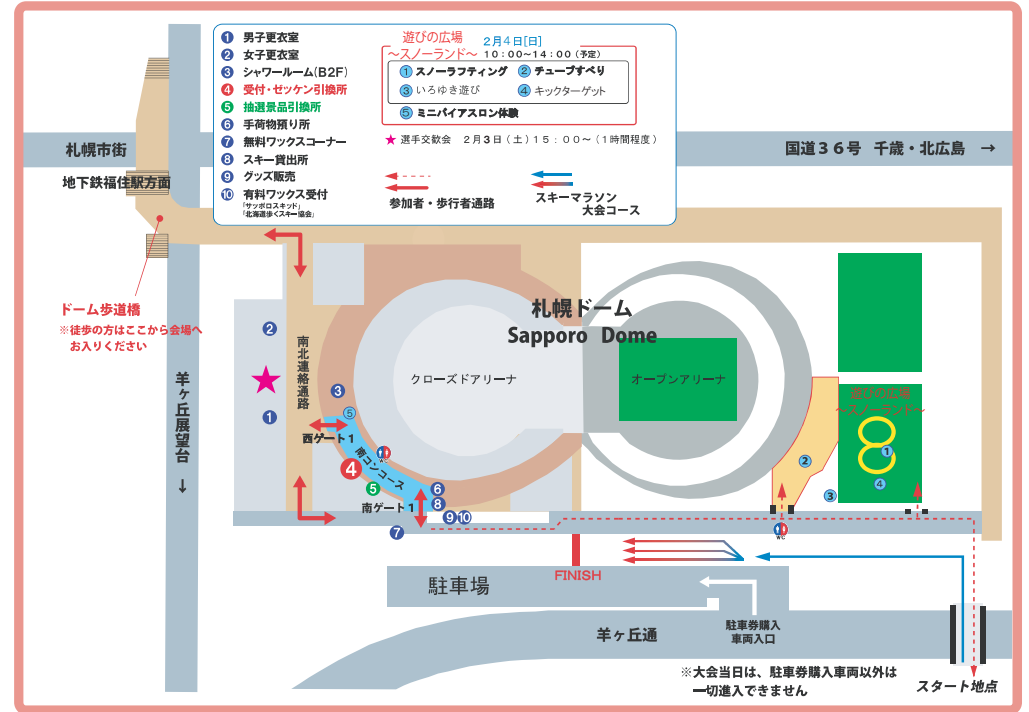 ① 男子更衣室
② 女子更衣室
③ シャワールーム(B2F)
④ 受付・ゼッケン引換所
⑤ 抽選景品引換所
⑥ 手荷物預り所
⑦ 無料ワックスコーナー
⑧ スキー貸出所
⑨ グッズ販売
⑩ 有料ワックス受付
「サッポロスキッド」
「北海道歩くスキー協会」
遊びの広場
～スノーランド～
2月4日[日]
10:00～14:00(予定)
① スノーラフティング
② チューブすべり
③ いろゆき遊び
④ キックターゲット
⑤ ミニバイアスロン体験
★ 選手交歓会 2月3日(土)15:00～(1時間程度)
参加者・歩行者通路
スキーマラソン
大会コース
札幌市街
国道36号 千歳・北広島 →
地下鉄福住駅方面
ドーム歩道橋
※徒歩の方はここから会場へ
お入りください
羊ヶ丘展望台 ↓
南北連絡通路
②
①
札幌ドーム
Sapporo Dome
クローズドアリーナ
オープンアリーナ
遊びの広場
～スノーランド～
③
⑤
西ゲート1
南コンコース
WC
④
⑤
⑥
⑧
南ゲート1
⑨⑩
⑦
②
①
③
④
WC
FINISH
駐車場
駐車券購入
車両入口
羊ヶ丘通
※大会当日は、駐車券購入車両以外は
一切進入できません
スタート地点